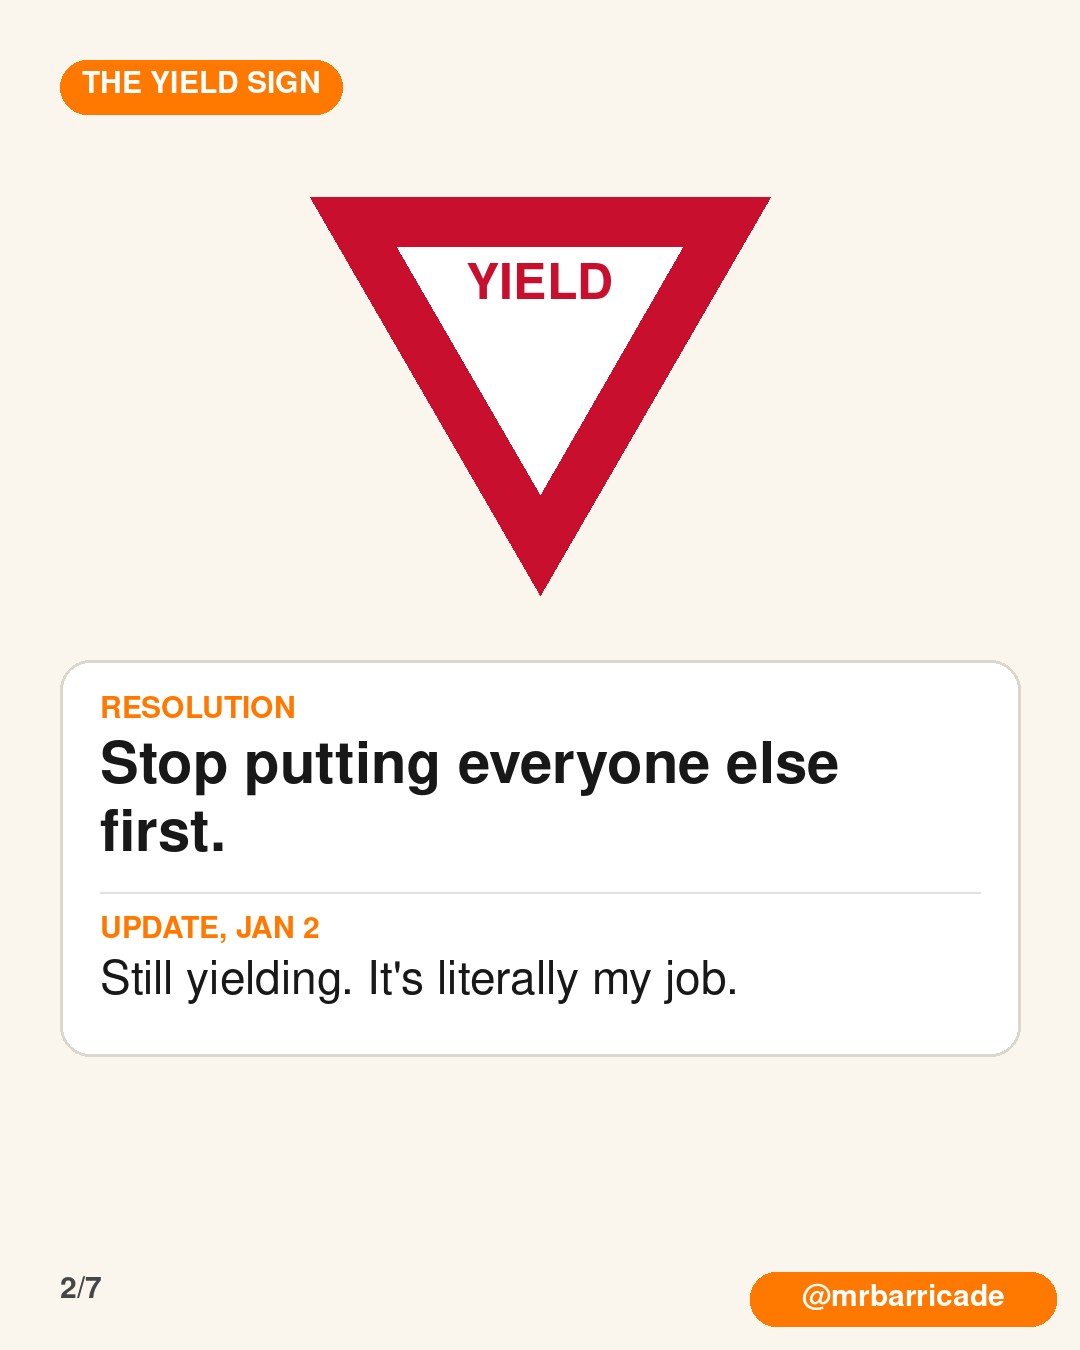 THE YIELD SIGN
YIELD
RESOLUTION
Stop putting everyone else
first.
UPDATE, JAN 2
Still yielding. It's literally my job.
2/7
@mrbarricade